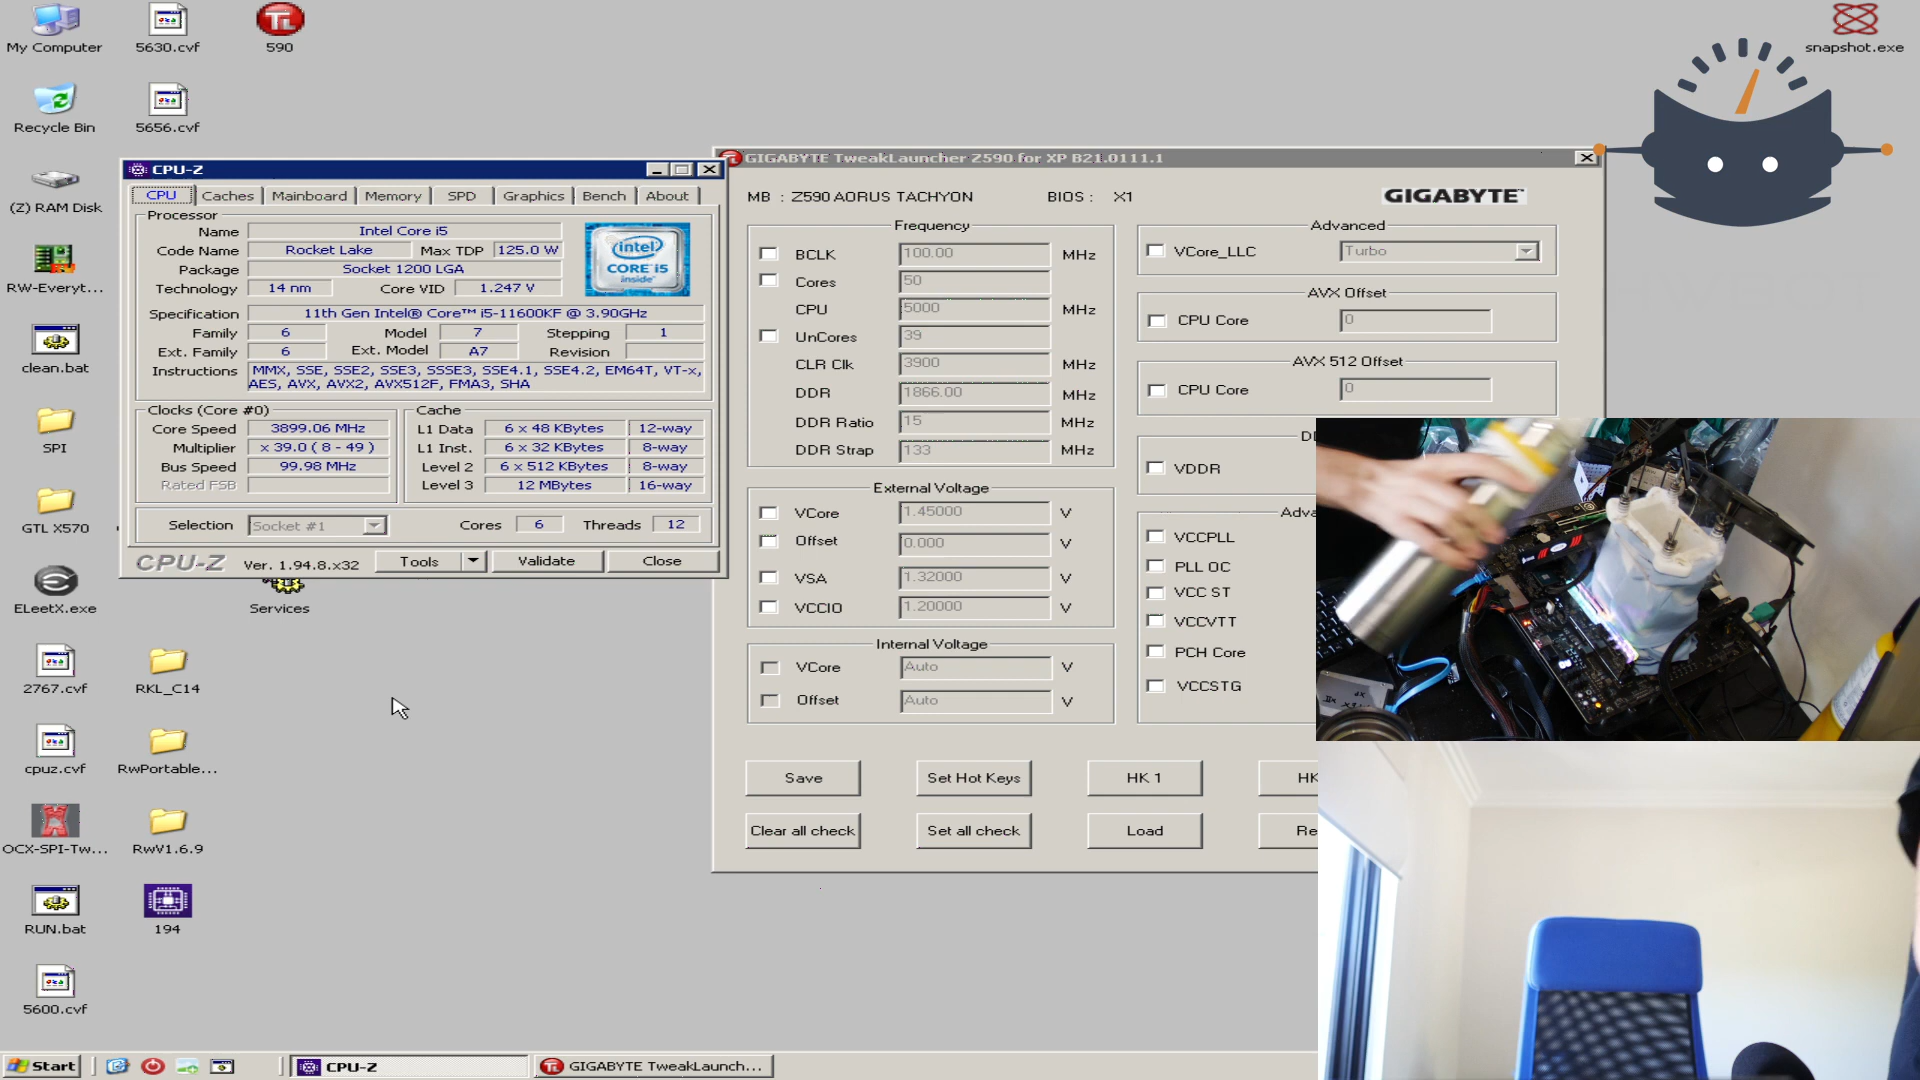 My Computer
5630.cvf
590
snapshot.exe
Recycle Bin
5656.cvf
(Z) RAM Disk
RW-Everyt...
clean.bat
SPI
GTL X570
ELeetX.exe
Services
2767.cvf
RKL_C14
cpuz.cvf
RwPortable...
OCX-SPI-Tw...
RwV1.6.9
RUN.bat
194
5600.cvf
CPU-Z
CPU Caches Mainboard Memory SPD Graphics Bench About
Processor
Name Intel Core i5
Code Name Rocket Lake Max TDP 125.0 W
Package Socket 1200 LGA
Technology 14 nm Core VID 1.247 V
intel
CORE i5
inside
Specification 11th Gen Intel® Core™ i5-11600KF @ 3.90GHz
Family 6 Model 7 Stepping 1
Ext. Family 6 Ext. Model A7 Revision
Instructions MMX, SSE, SSE2, SSE3, SSSE3, SSE4.1, SSE4.2, EM64T, VT-x,
AES, AVX, AVX2, AVX512F, FMA3, SHA
Clocks (Core #0)
Core Speed 3899.06 MHz
Multiplier x 39.0 ( 8 - 49 )
Bus Speed 99.98 MHz
Rated FSB
Cache
L1 Data 6 x 48 KBytes 12-way
L1 Inst. 6 x 32 KBytes 8-way
Level 2 6 x 512 KBytes 8-way
Level 3 12 MBytes 16-way
Selection Socket #1 Cores 6 Threads 12
CPU-Z Ver. 1.94.8.x32 Tools Validate Close
GIGABYTE TweakLauncher Z590 for XP B21.0111.1
MB : Z590 AORUS TACHYON BIOS : X1 GIGABYTE™
Frequency
BCLK 100.00 MHz
Cores 50
CPU 5000 MHz
UnCores 39
CLR Clk 3900 MHz
DDR 1866.00 MHz
DDR Ratio 15 MHz
DDR Strap 133 MHz
External Voltage
VCore 1.45000 V
Offset 0.000 V
VSA 1.32000 V
VCCIO 1.20000 V
Internal Voltage
VCore Auto V
Offset Auto V
Advanced
VCore_LLC Turbo
AVX Offset
CPU Core 0
AVX 512 Offset
CPU Core 0
VDDR
Adva
VCCPLL
PLL OC
VCC ST
VCCVTT
PCH Core
VCCSTG
Save Set Hot Keys HK 1 HK
Clear all check Set all check Load Re
Start CPU-Z GIGABYTE TweakLaunch...